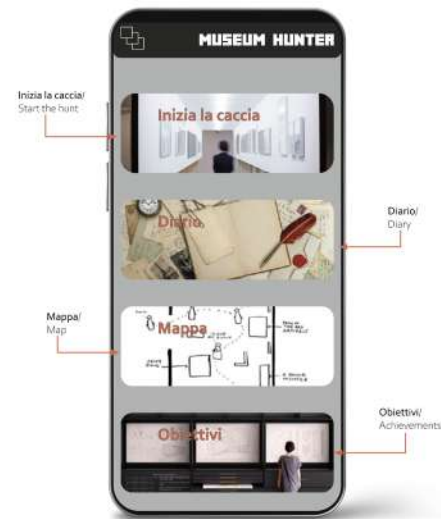 MUSEUM HUNTER
Inizia la caccia/
Start the hunt
Inizia la caccia
Diario
Diario/
Diary
Mappa/
Map
Mappa
Obiettivi/
Achievements
Obiettivi